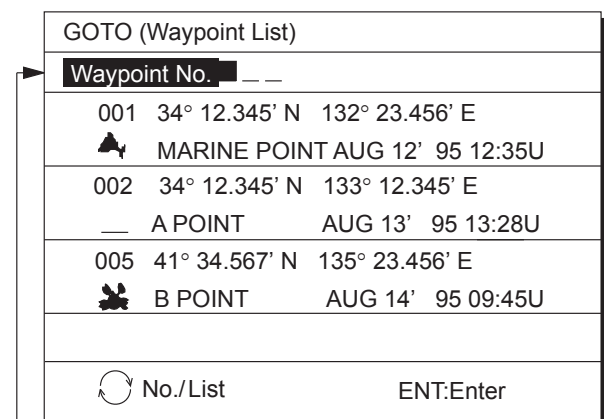 GOTO (Waypoint List)
Waypoint No. _ _
001 34° 12.345’ N 132° 23.456’ E
MARINE POINT AUG 12’ 95 12:35U
002 34° 12.345’ N 133° 12.345’ E
__ A POINT AUG 13’ 95 13:28U
005 41° 34.567’ N 135° 23.456’ E
B POINT AUG 14’ 95 09:45U
No./List ENT:Enter